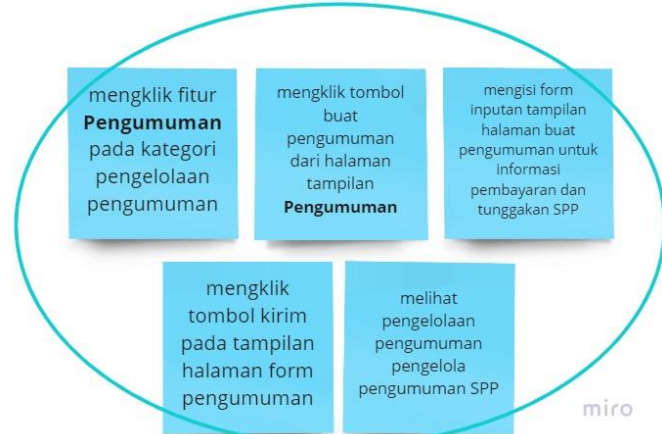 mengklik fitur
Pengumuman
pada kategori
pengelolaan
pengumuman
mengklik tombol
buat
pengumuman
dari halaman
tampilan
Pengumuman
mengisi form
inputan tampilan
halaman buat
pengumuman untuk
informasi
pembayaran dan
tunggakan SPP
mengklik
tombol kirim
pada tampilan
halaman form
pengumuman
melihat
pengelolaan
pengumuman
pengelola
pengumuman SPP
miro